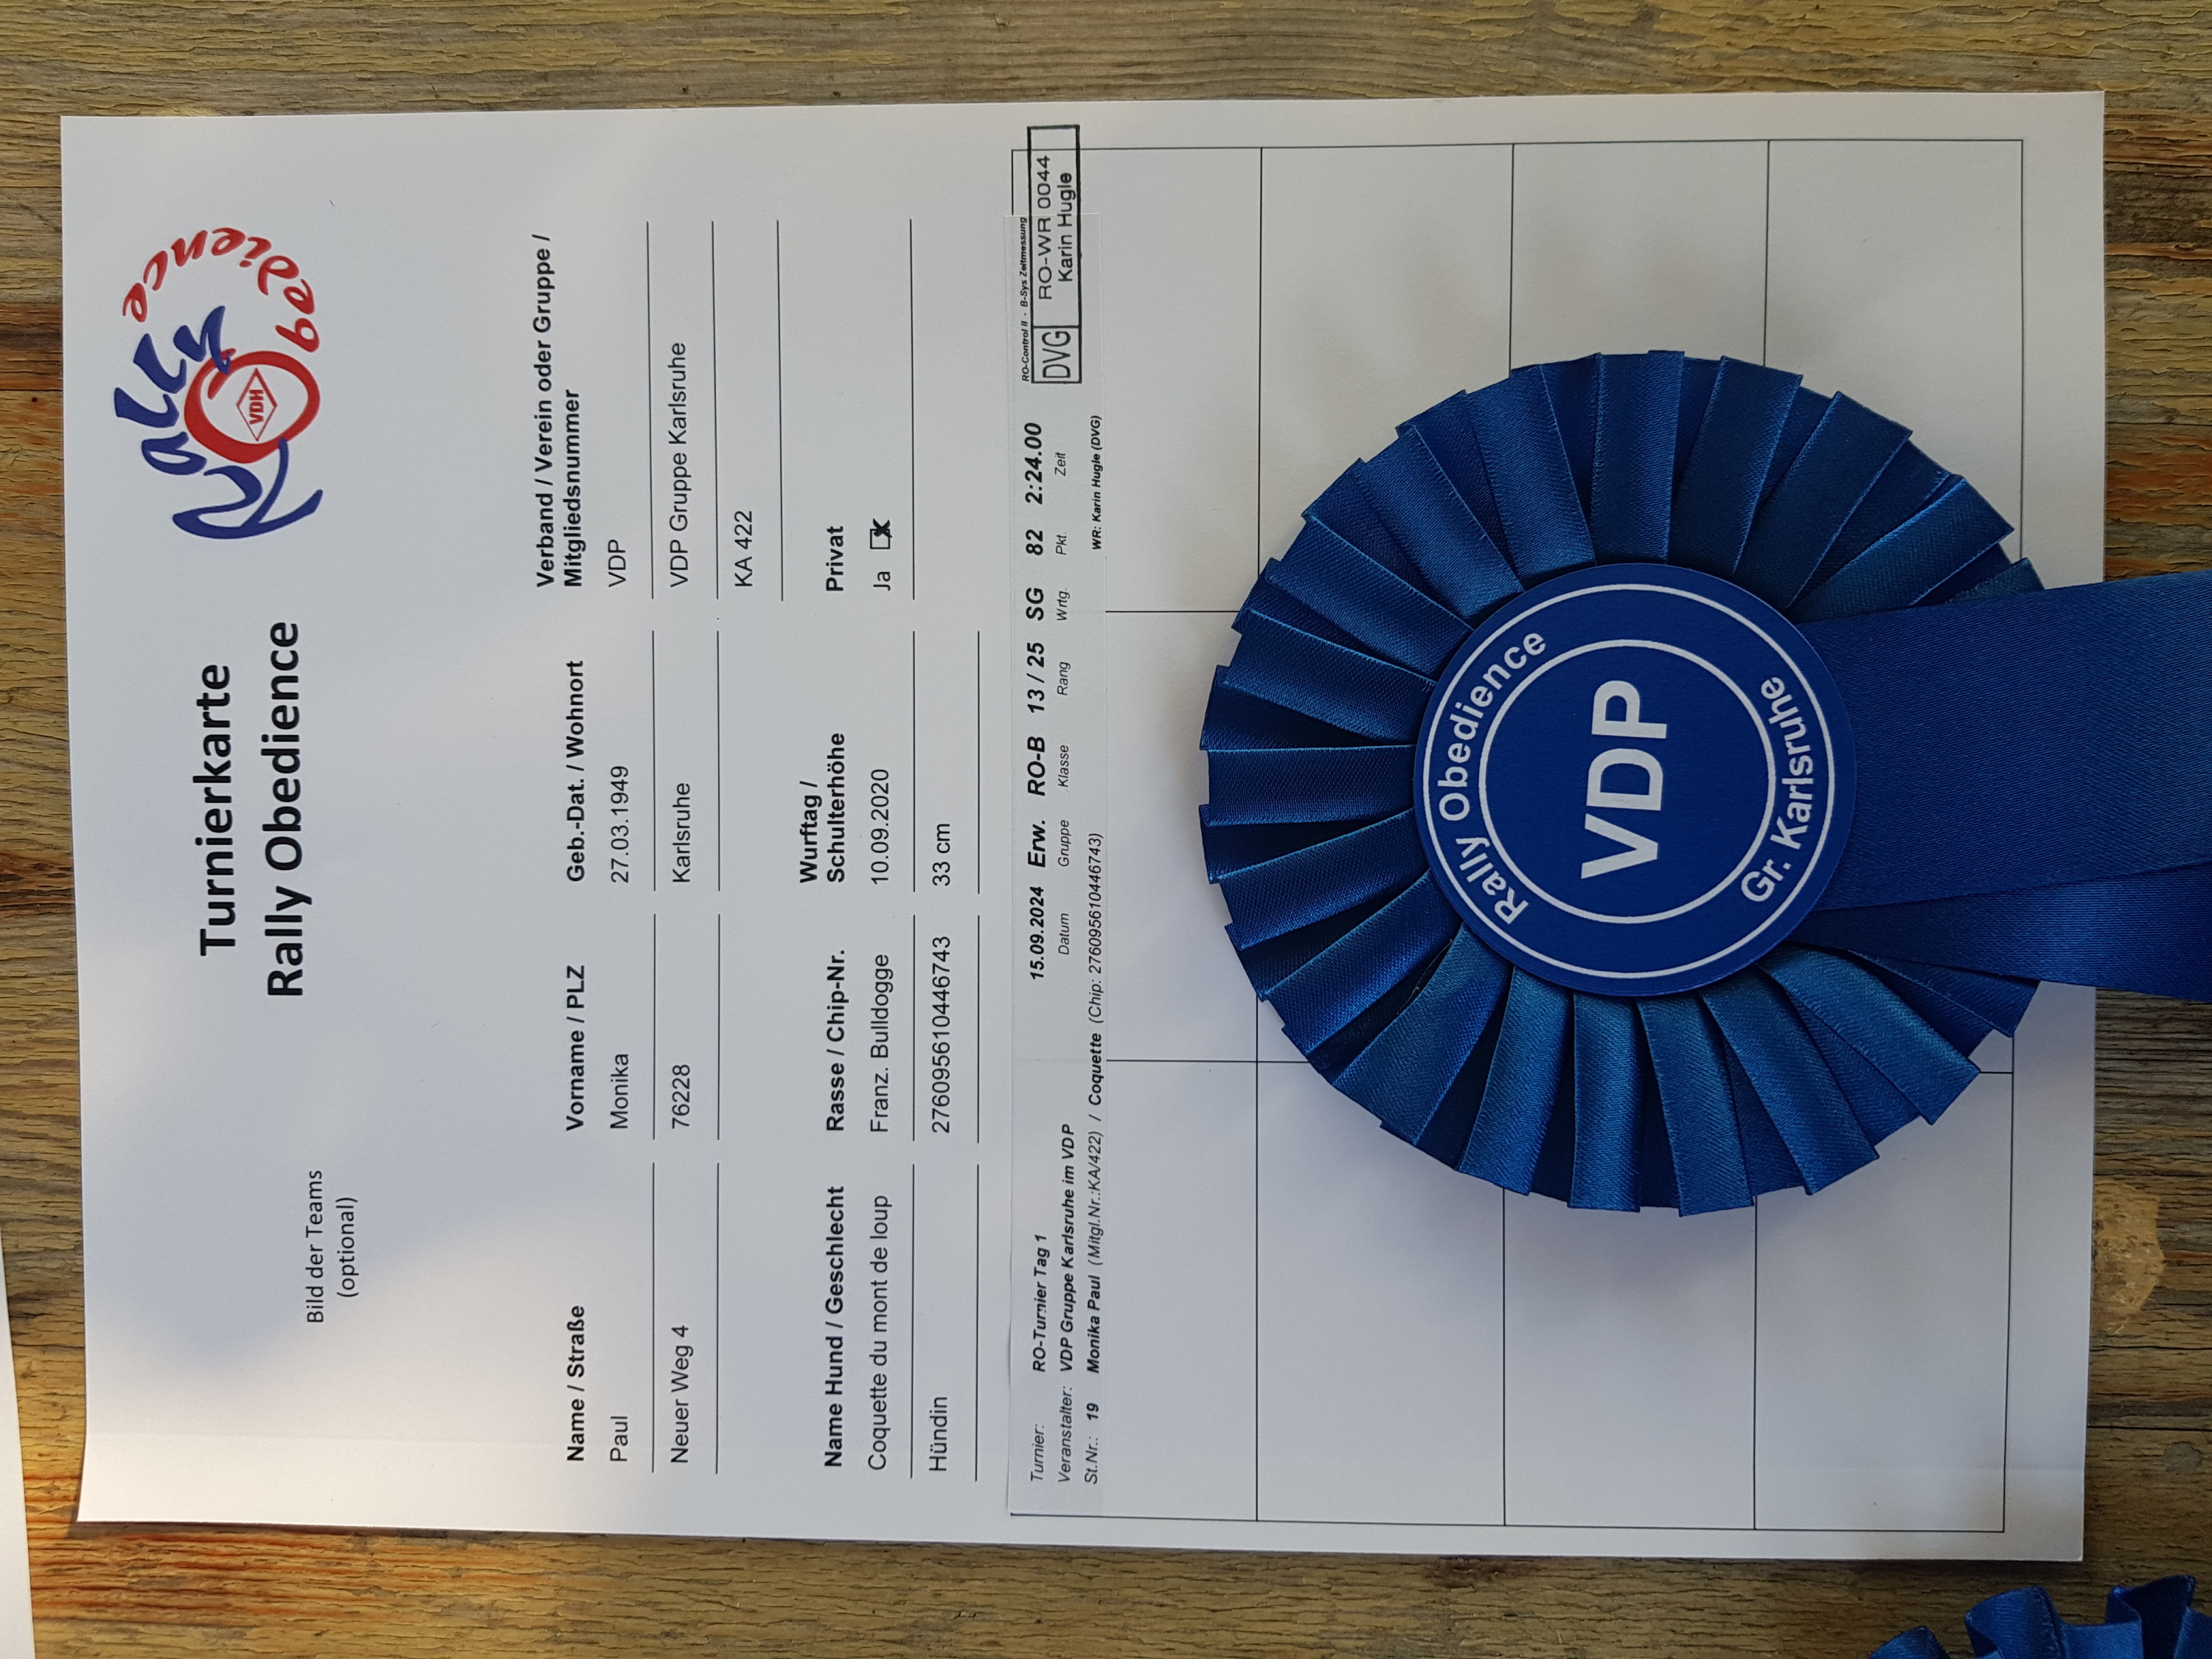 Rally Obedience
VDH
Turnierkarte
Rally Obedience
Bild der Teams
(optional)
Name / Straße Vorname / PLZ Geb.-Dat. / Wohnort Verband / Verein oder Gruppe / Mitgliedsnummer
Paul Monika 27.03.1949 VDP
Neuer Weg 4 76228 Karlsruhe VDP Gruppe Karlsruhe
KA 422
Name Hund / Geschlecht Rasse / Chip-Nr. Wurftag / Schulterhöhe Privat
Coquette du mont de loup Franz. Bulldogge 10.09.2020 Ja
Hündin 276095610446743 33 cm
RO-Control II - B-Sys Zeitmessung
Turnier: RO-Turnier Tag 1 15.09.2024 Erw. RO-B 13 / 25 SG 82 2:24.00
Veranstalter: VDP Gruppe Karlsruhe im VDP Datum Gruppe Klasse Rang Wrtg. Pkt. Zeit
St.Nr.: 19 Monika Paul (Mitgl.Nr.:KA/422) / Coquette (Chip: 276095610446743) WR: Karin Hugle (DVG)
DVG RO-WR 0044
Karin Hugle
Rally Obedience
VDP
Gr. Karlsruhe